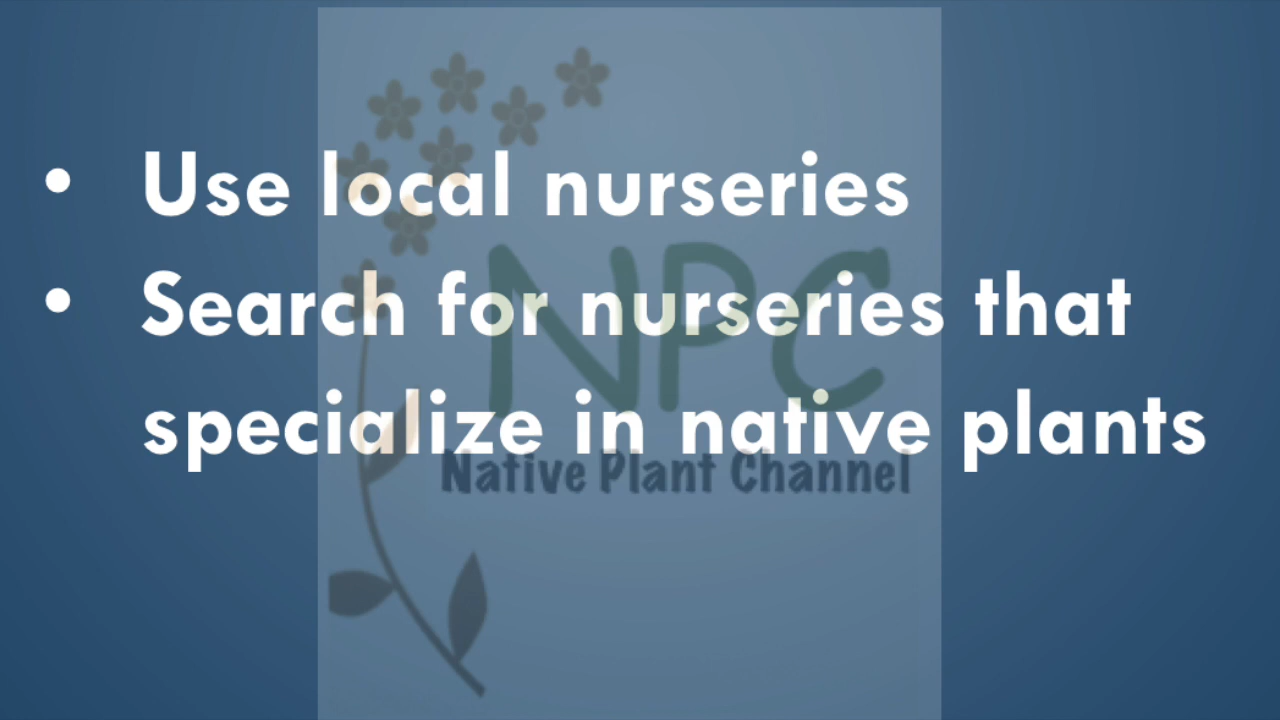 • Use local nurseries
• Search for nurseries that
specialize in native plants
NPC
Native Plant Channel